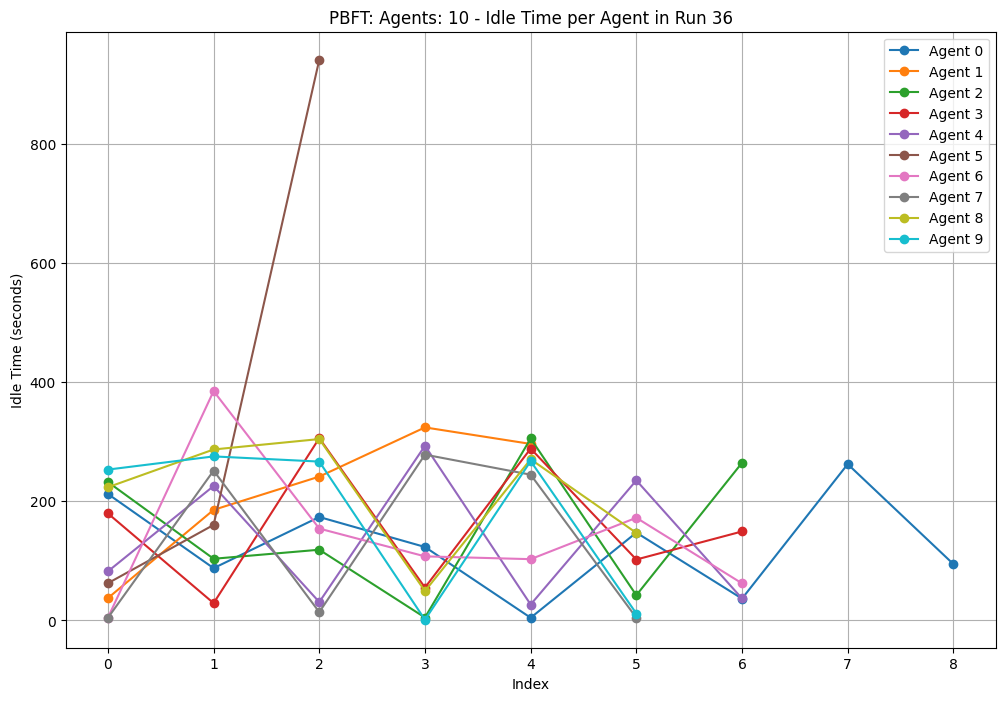 PBFT: Agents: 10 - Idle Time per Agent in Run 36
Agent 0
Agent 1
Agent 2
Agent 3
Agent 4
Agent 5
Agent 6
Agent 7
Agent 8
Agent 9
800
600
400
200
0
Idle Time (seconds)
0 1 2 3 4 5 6 7 8
Index